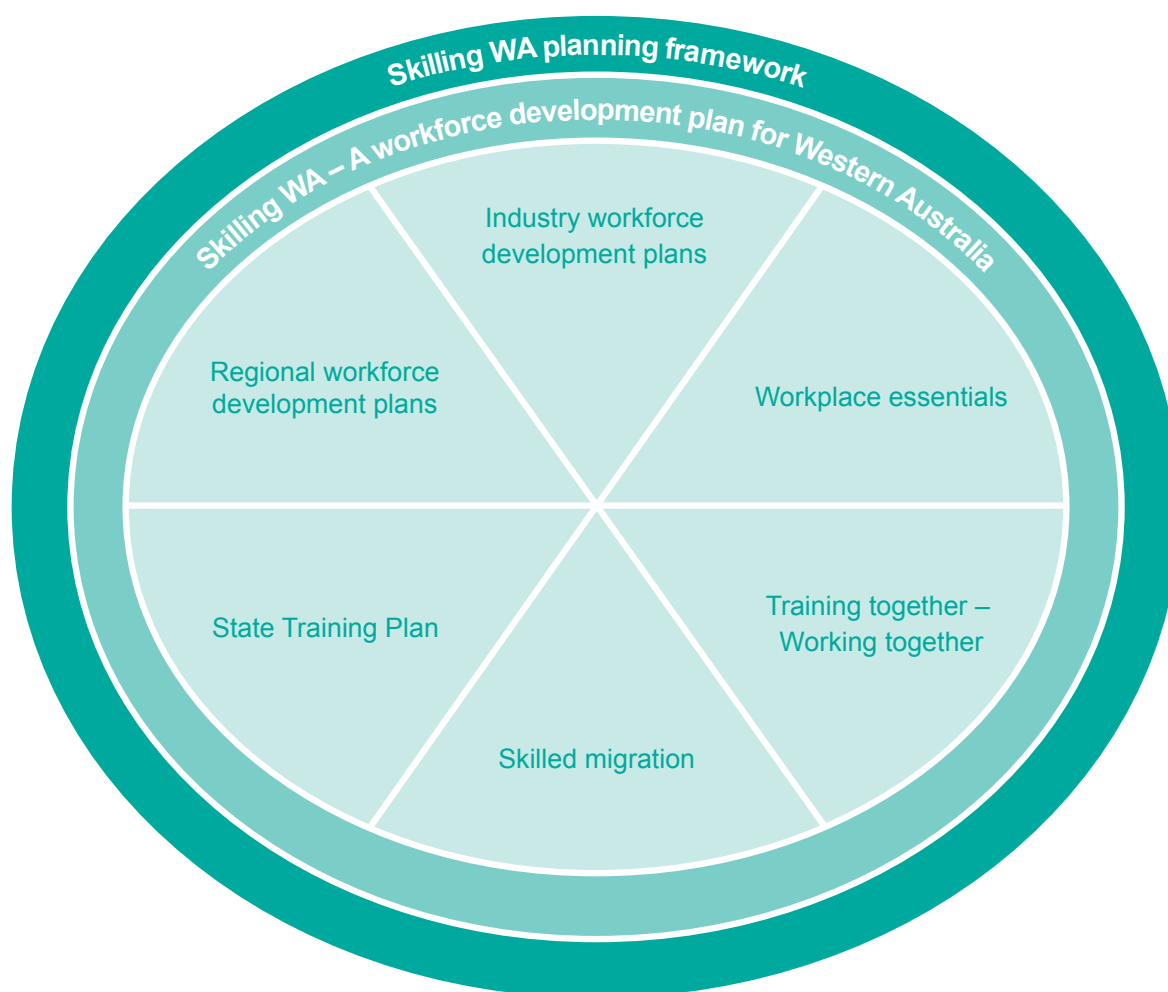 Skilling WA planning framework
Skilling WA – A workforce development plan for Western Australia
Industry workforce
development plans
Regional workforce
development plans
Workplace essentials
State Training Plan
Training together –
Working together
Skilled migration